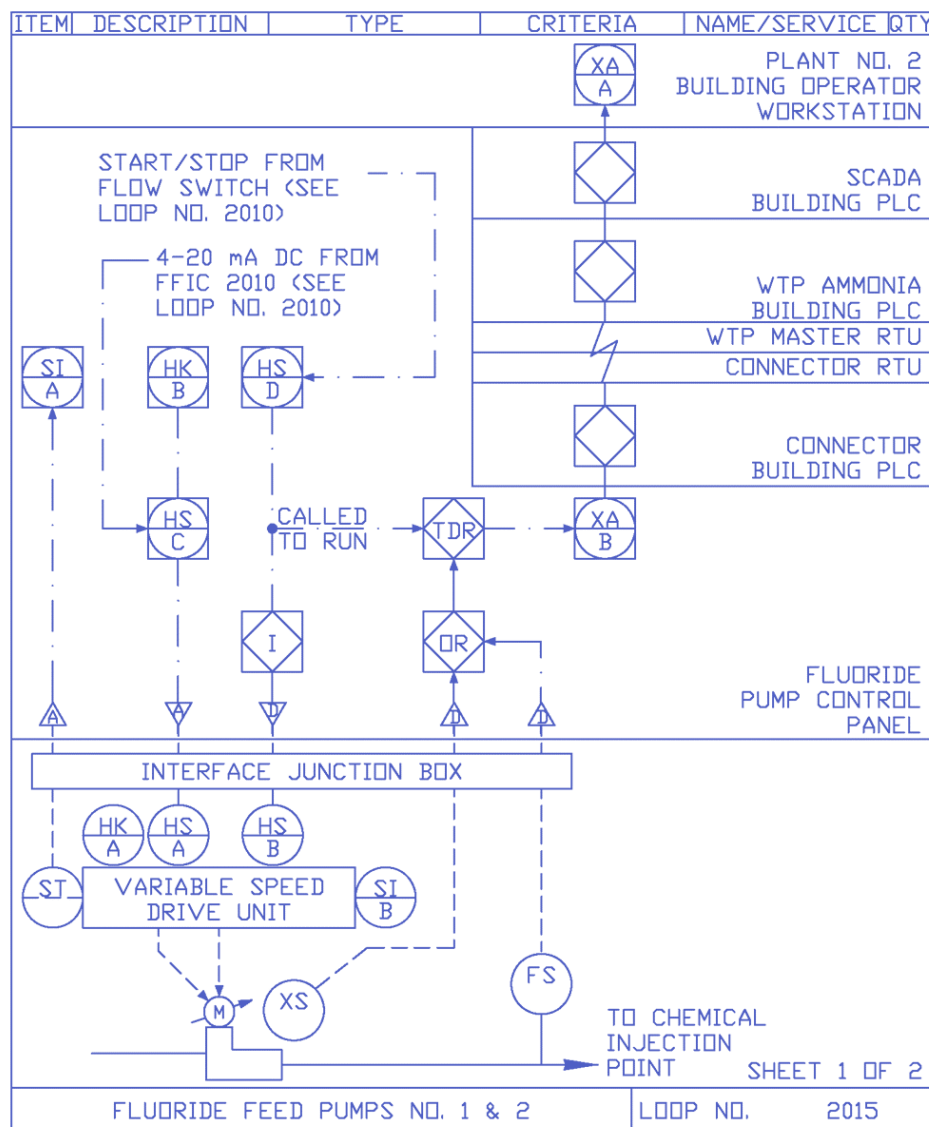 ITEM DESCRIPTION TYPE CRITERIA NAME/SERVICE QTY
XA
A
PLANT NO. 2
BUILDING OPERATOR
WORKSTATION
START/STOP FROM
FLOW SWITCH (SEE
LOOP NO. 2010)
SCADA
BUILDING PLC
4-20 mA DC FROM
FFIC 2010 (SEE
LOOP NO. 2010)
WTP AMMONIA
BUILDING PLC
WTP MASTER RTU
CONNECTOR RTU
SI
A
HK
B
HS
D
CONNECTOR
BUILDING PLC
HS
C
CALLED
TO RUN
TDR
XA
B
I
OR
FLUORIDE
PUMP CONTROL
PANEL
A
A
D
D
D
INTERFACE JUNCTION BOX
HK
A
HS
A
HS
B
ST
VARIABLE SPEED
DRIVE UNIT
SI
B
M
XS
FS
TO CHEMICAL
INJECTION
POINT
SHEET 1 OF 2
FLUORIDE FEED PUMPS NO. 1 & 2
LOOP NO. 2015